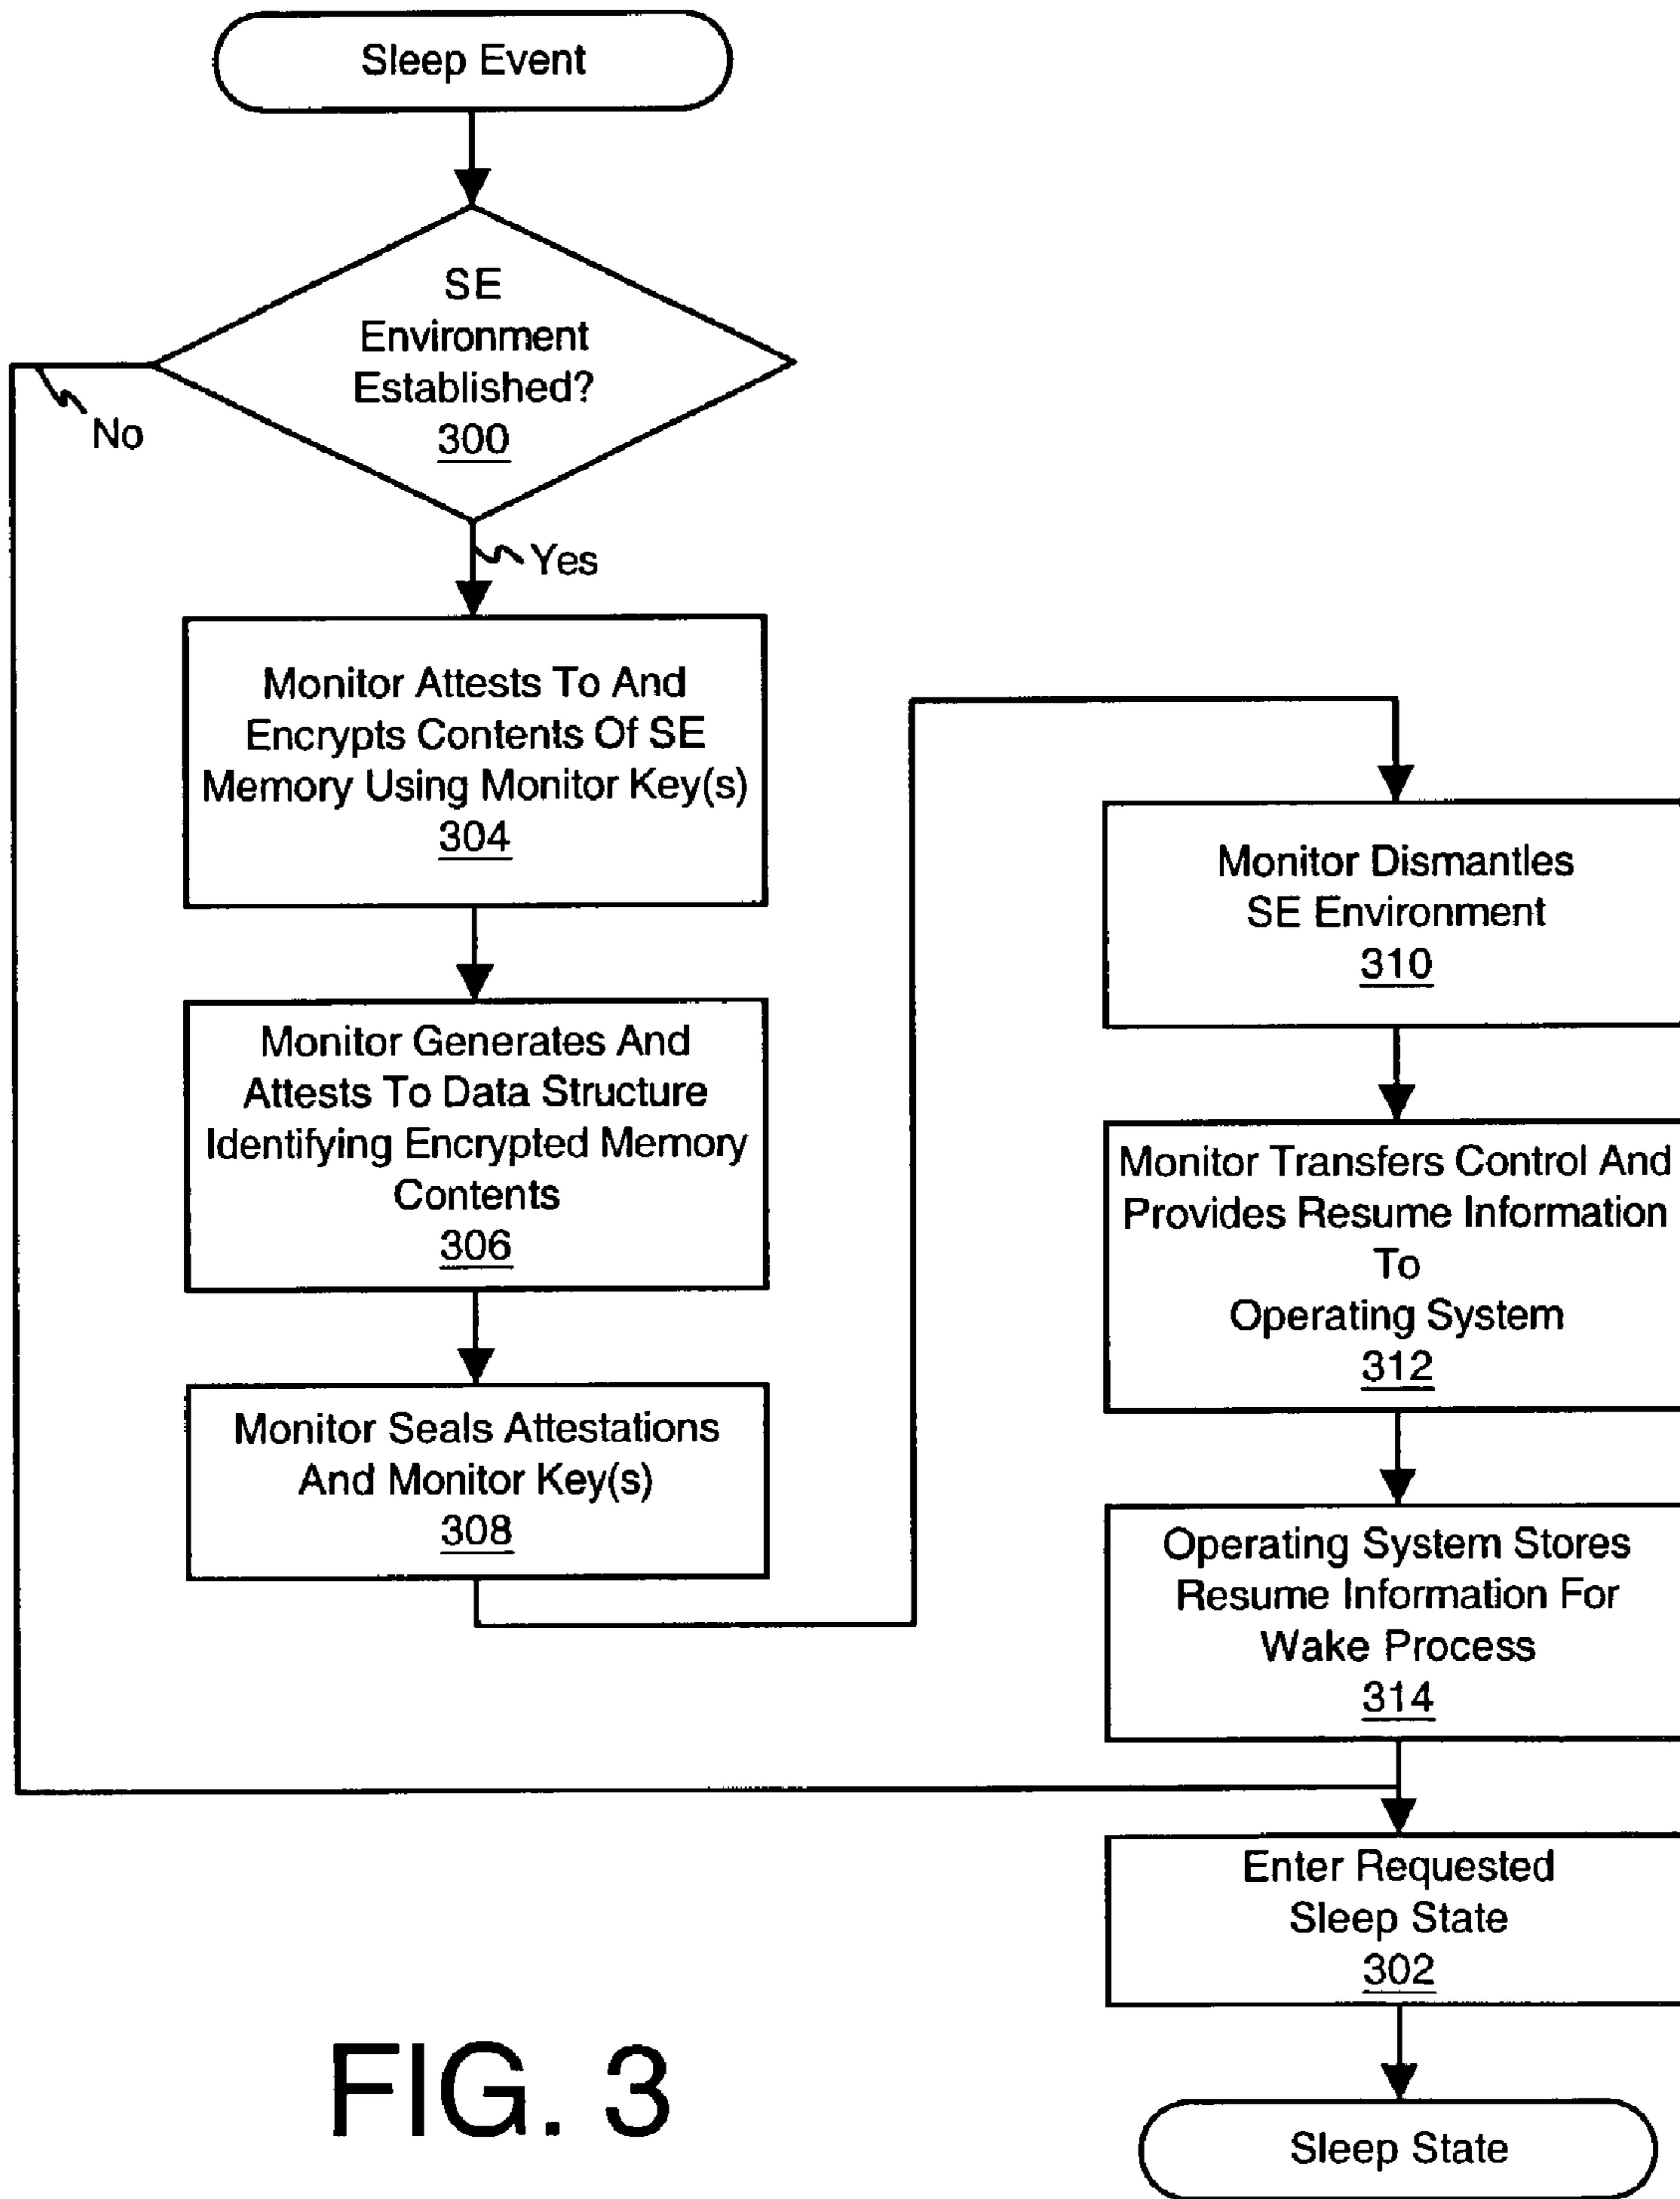 Sleep Event
SE
Environment
Established?
300
No
Yes
Monitor Attests To And
Encrypts Contents Of SE
Memory Using Monitor Key(s)
304
Monitor Generates And
Attests To Data Structure
Identifying Encrypted Memory
Contents
306
Monitor Seals Attestations
And Monitor Key(s)
308
Monitor Dismantles
SE Environment
310
Monitor Transfers Control And
Provides Resume Information
To
Operating System
312
Operating System Stores
Resume Information For
Wake Process
314
Enter Requested
Sleep State
302
Sleep State
FIG. 3